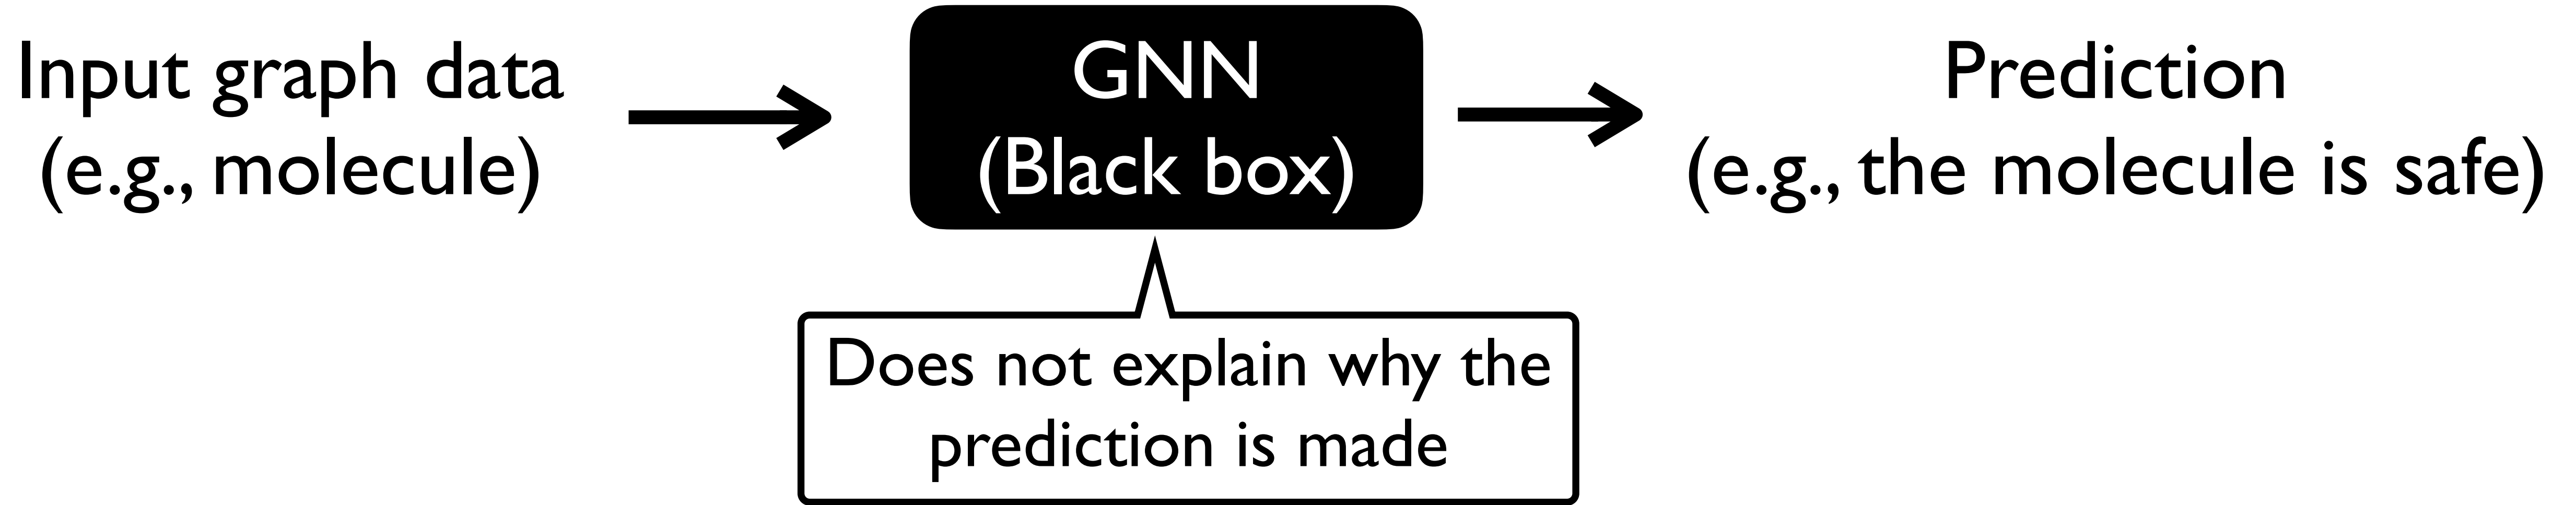 Input graph data
(e.g., molecule)
GNN
(Black box)
Prediction
(e.g., the molecule is safe)
Does not explain why the
prediction is made